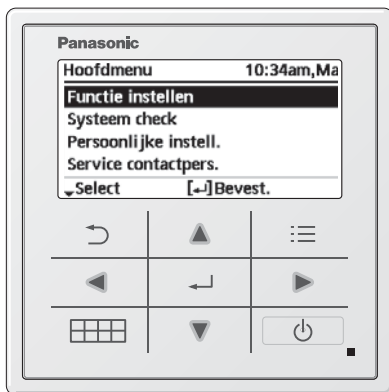 Panasonic
Hoofdmenu 10:34am,Ma
Functie instellen
Systeem check
Persoonlijke instell.
Service contactpers.
Select [↵]Bevest.